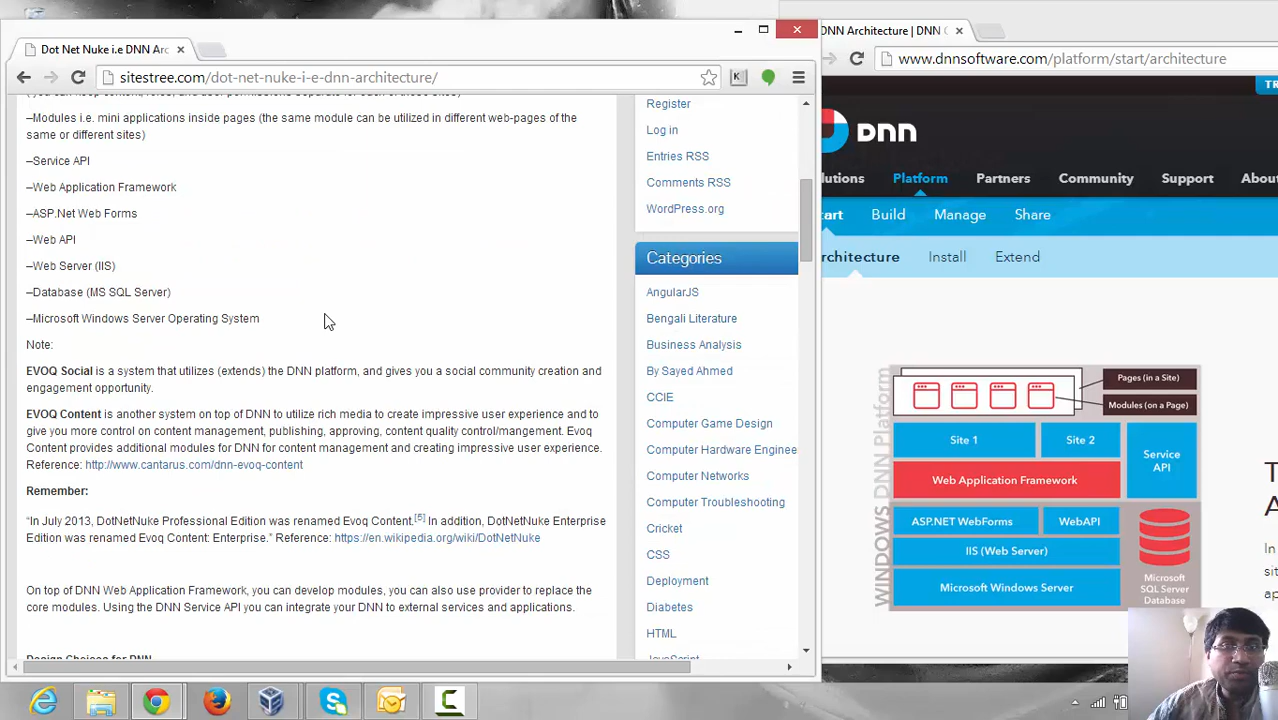 Dot Net Nuke i.e DNN Arc
sitestree.com/dot-net-nuke-i-e-dnn-architecture/
–Modules i.e. mini applications inside pages (the same module can be utilized in different web-pages of the
same or different sites)
–Service API
–Web Application Framework
–ASP.Net Web Forms
–Web API
–Web Server (IIS)
–Database (MS SQL Server)
–Microsoft Windows Server Operating System
Note:
EVOQ Social is a system that utilizes (extends) the DNN platform, and gives you a social community creation and
engagement opportunity.
EVOQ Content is another system on top of DNN to utilize rich media to create impressive user experience and to
give you more control on content management, publishing, approving, content quality control/mangement. Evoq
Content provides additional modules for DNN for content management and creating impressive user experience.
Reference: http://www.cantarus.com/dnn-evoq-content
Remember:
“In July 2013, DotNetNuke Professional Edition was renamed Evoq Content.[5] In addition, DotNetNuke Enterprise
Edition was renamed Evoq Content: Enterprise.” Reference: https://en.wikipedia.org/wiki/DotNetNuke
On top of DNN Web Application Framework, you can develop modules, you can also use provider to replace the
core modules. Using the DNN Service API you can integrate your DNN to external services and applications.
Design Choices for DNN
Register
Log in
Entries RSS
Comments RSS
WordPress.org
Categories
AngularJS
Bengali Literature
Business Analysis
By Sayed Ahmed
CCIE
Computer Game Design
Computer Hardware Enginee
Computer Networks
Computer Troubleshooting
Cricket
CSS
Deployment
Diabetes
HTML
JavaScript
DNN Architecture | DNN
www.dnnsoftware.com/platform/start/architecture
DNN
lutions Platform Partners Community Support Abou
art Build Manage Share
rchitecture Install Extend
WINDOWS DNN Platform
Pages (in a Site)
Modules (on a Page)
Site 1
Site 2
Service
API
Web Application Framework
ASP.NET WebForms
WebAPI
IIS (Web Server)
Microsoft Windows Server
Microsoft
SQL Server
Database